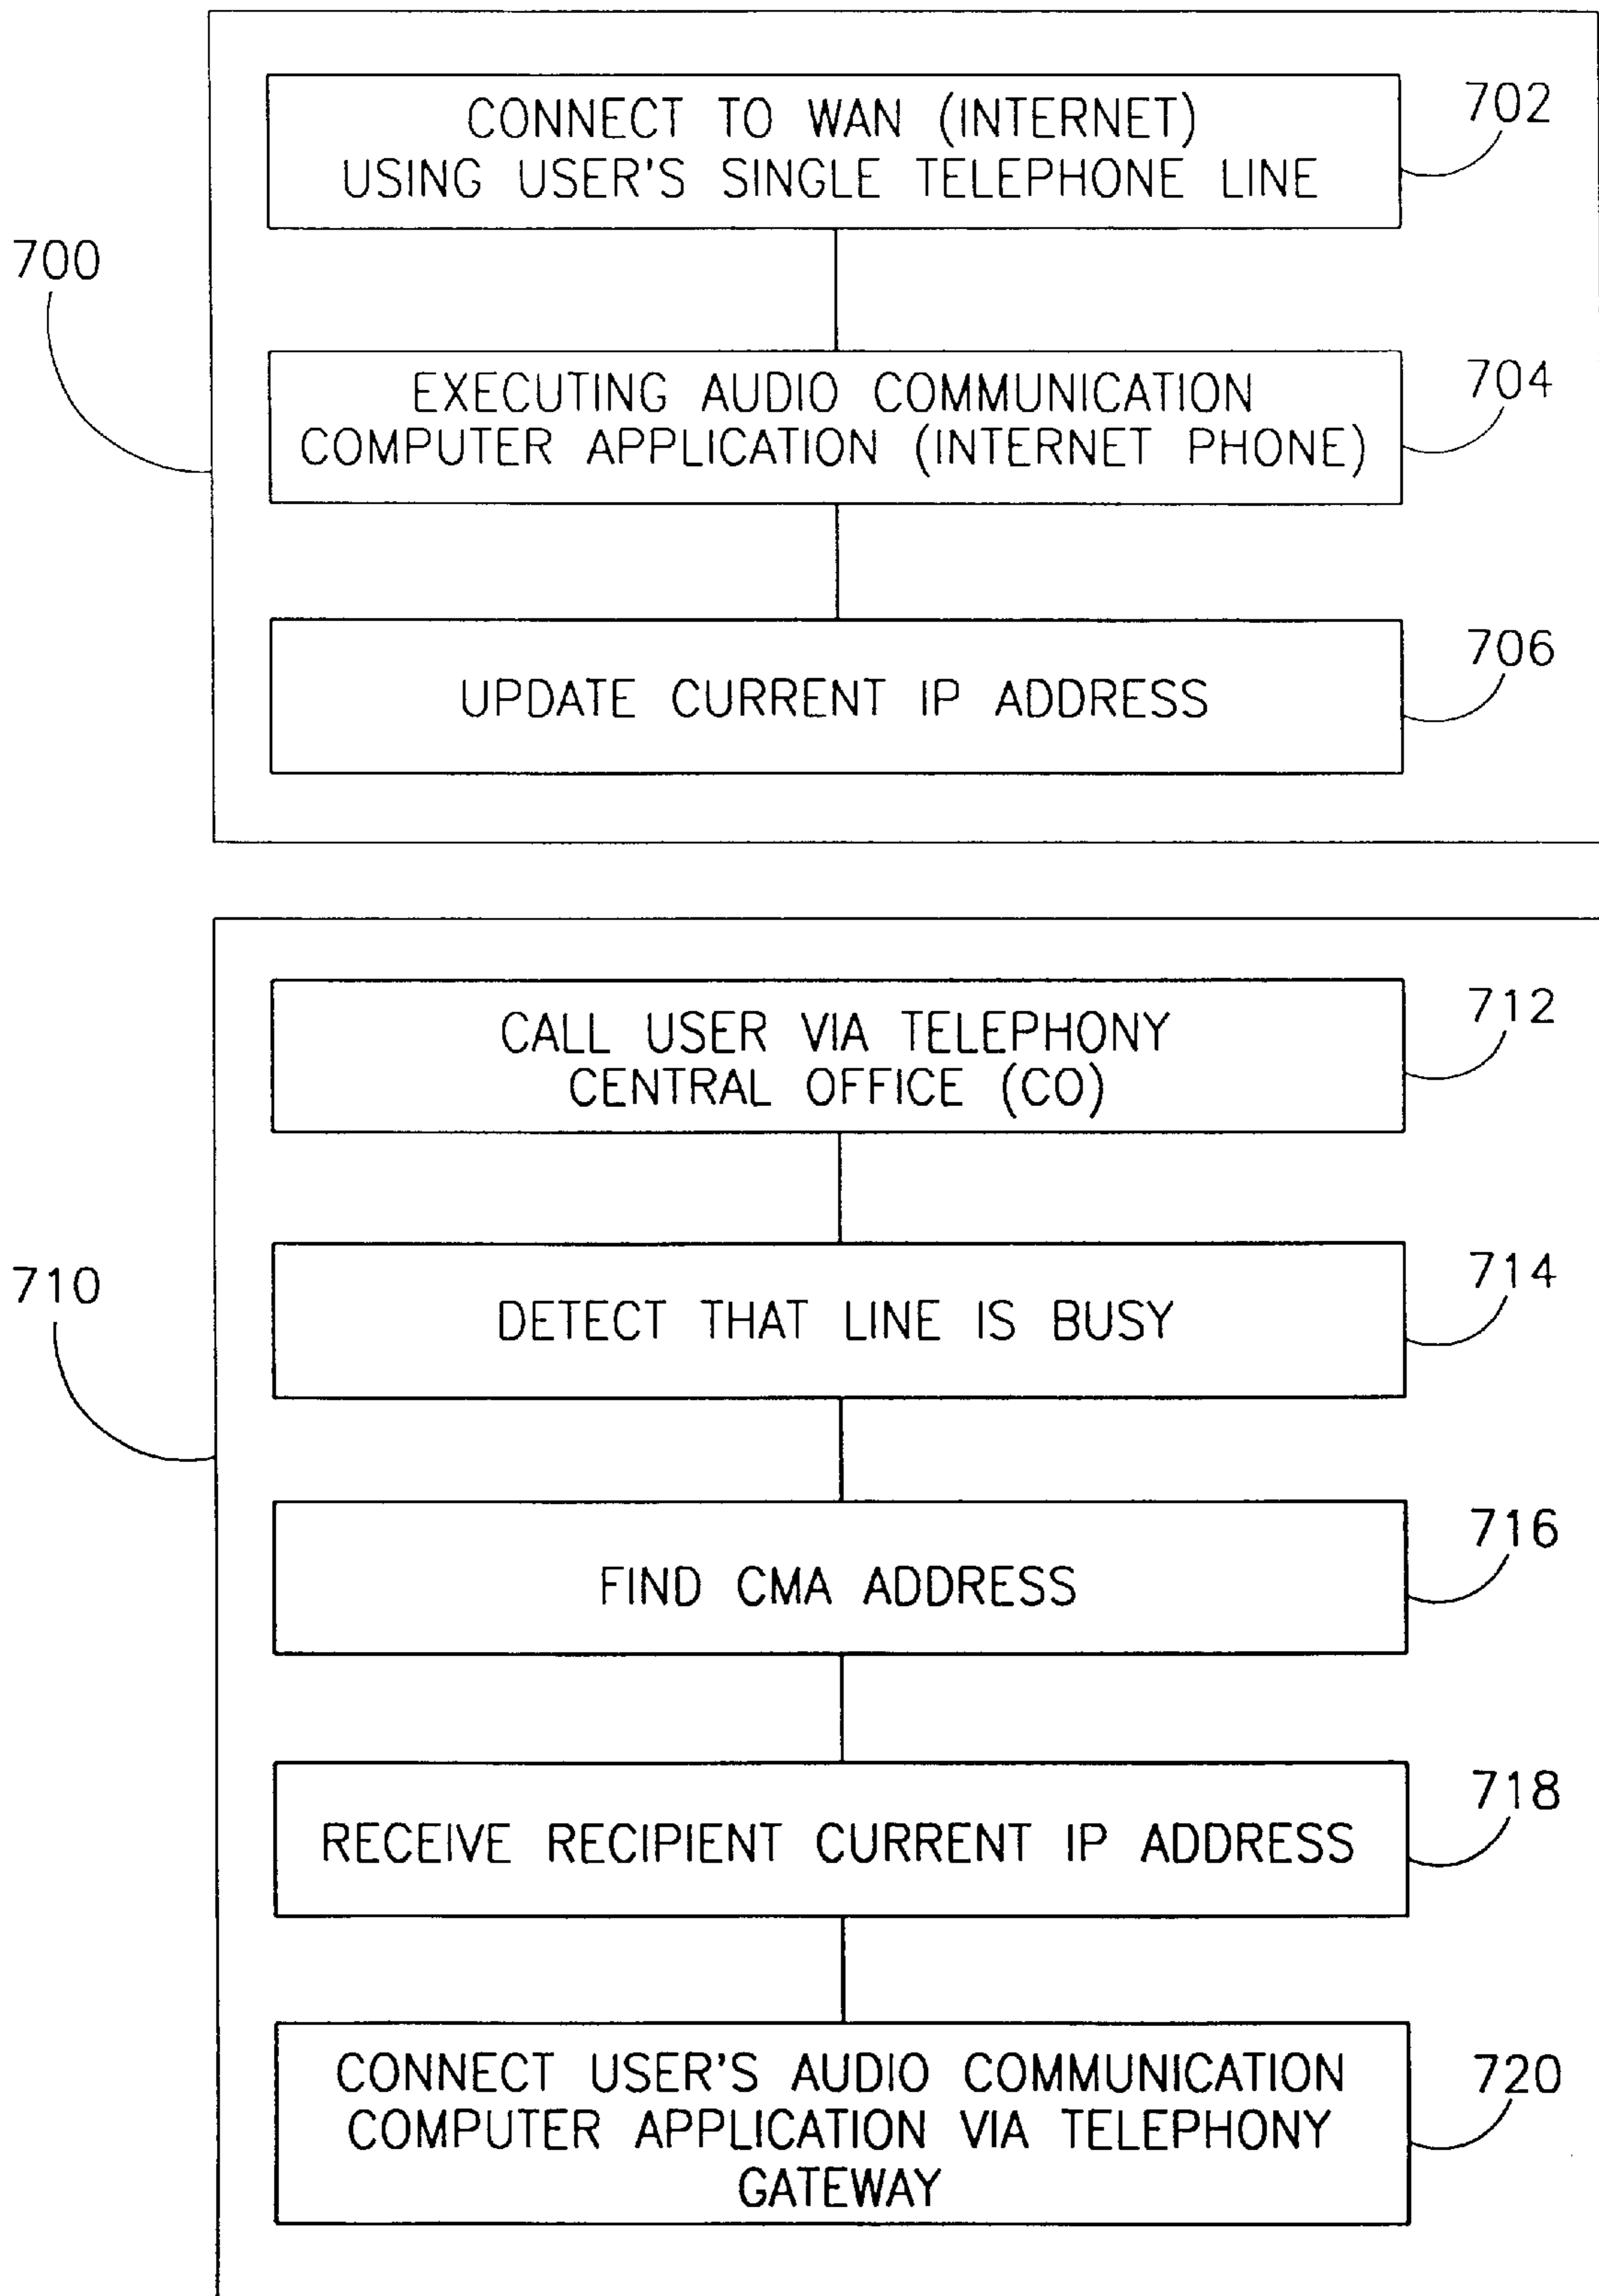 CONNECT TO WAN (INTERNET)
USING USER'S SINGLE TELEPHONE LINE
702
700
EXECUTING AUDIO COMMUNICATION
COMPUTER APPLICATION (INTERNET PHONE)
704
UPDATE CURRENT IP ADDRESS
706
CALL USER VIA TELEPHONY
CENTRAL OFFICE (CO)
712
710
DETECT THAT LINE IS BUSY
714
FIND CMA ADDRESS
716
RECEIVE RECIPIENT CURRENT IP ADDRESS
718
CONNECT USER'S AUDIO COMMUNICATION
COMPUTER APPLICATION VIA TELEPHONY
GATEWAY
720